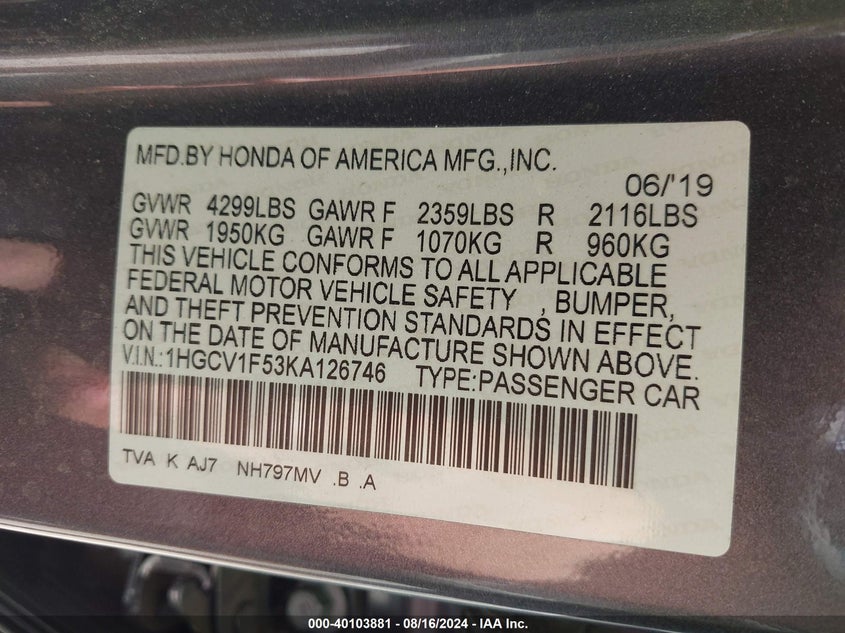 MFD.BY HONDA OF AMERICA MFG.,INC.
06/'19
GVWR 4299LBS GAWR F 2359LBS R 2116LBS
GVWR 1950KG GAWR F 1070KG R 960KG
THIS VEHICLE CONFORMS TO ALL APPLICABLE
FEDERAL MOTOR VEHICLE SAFETY , BUMPER,
AND THEFT PREVENTION STANDARDS IN EFFECT
ON THE DATE OF MANUFACTURE SHOWN ABOVE.
V.I.N.:1HGCV1F53KA126746 TYPE:PASSENGER CAR
TVA K AJ7 NH797MV .B .A
000-40103881 - 08/16/2024 - IAA Inc.